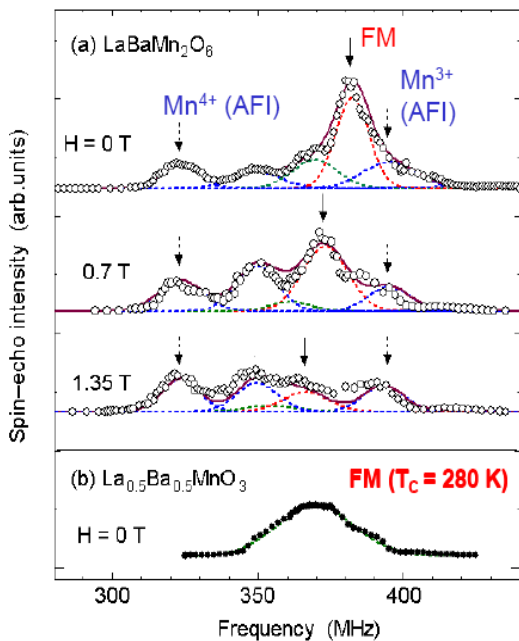 (a) LaBaMn₂O₆
FM
Mn⁴⁺ (AFI)
Mn³⁺
(AFI)
H = 0 T
0.7 T
1.35 T
(b) La₀.₅Ba₀.₅MnO₃
FM (T_C = 280 K)
H = 0 T
Spin–echo intensity (arb. units)
300 350 400
Frequency (MHz)